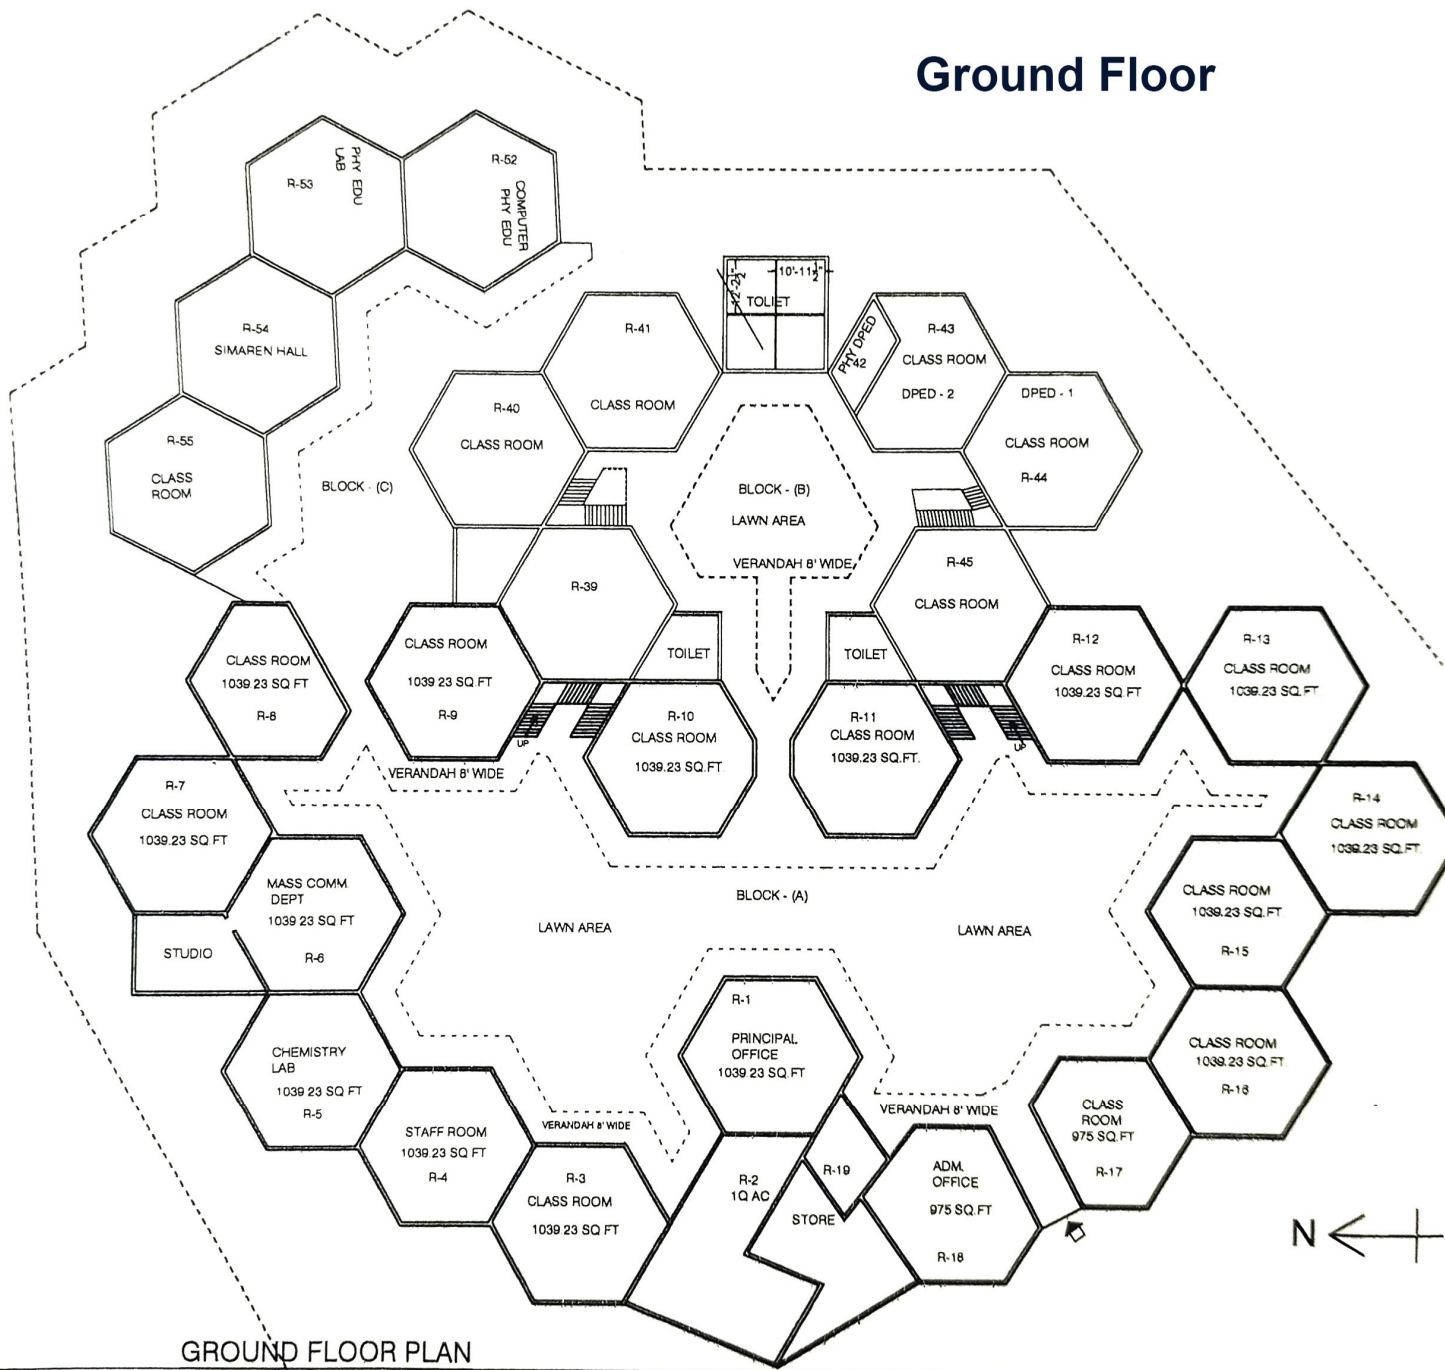 Ground Floor
R-53
PHY EDU
LAB
R-52
COMPUTER
PHY EDU
R-54
SIMAREN HALL
R-55
CLASS
ROOM
BLOCK - (C)
R-41
CLASS ROOM
R-40
CLASS ROOM
12'-2½"
10'-11½"
TOLIET
PHY DPED
42
R-43
CLASS ROOM
DPED - 2
DPED - 1
CLASS ROOM
R-44
BLOCK - (B)
LAWN AREA
VERANDAH 8' WIDE
R-39
R-45
CLASS ROOM
TOILET
TOILET
CLASS ROOM
1039.23 SQ FT
R-8
CLASS ROOM
1039 23 SQ FT
R-9
UP
R-10
CLASS ROOM
1039.23 SQ.FT.
R-11
CLASS ROOM
1039.23 SQ.FT.
UP
R-12
CLASS ROOM
1039.23 SQ.FT
R-13
CLASS ROOM
1039.23 SQ.FT
VERANDAH 8' WIDE
R-7
CLASS ROOM
1039.23 SQ FT
R-14
CLASS ROOM
1039.23 SQ.FT.
MASS COMM.
DEPT
1039 23 SQ FT
R-6
STUDIO
BLOCK - (A)
LAWN AREA
LAWN AREA
CLASS ROOM
1039.23 SQ.FT
R-15
R-1
PRINCIPAL
OFFICE
1039 23 SQ.FT
CHEMISTRY
LAB
1039 23 SQ FT
R-5
CLASS ROOM
1039.23 SQ.FT.
R-16
STAFF ROOM
1039.23 SQ FT
R-4
VERANDAH 8' WIDE
VERANDAH 8' WIDE
CLASS
ROOM
975 SQ.FT
R-17
R-3
CLASS ROOM
1039 23 SQ FT
R-2
1Q AC
R-19
STORE
ADM.
OFFICE
975 SQ.FT
R-18
N
GROUND FLOOR PLAN